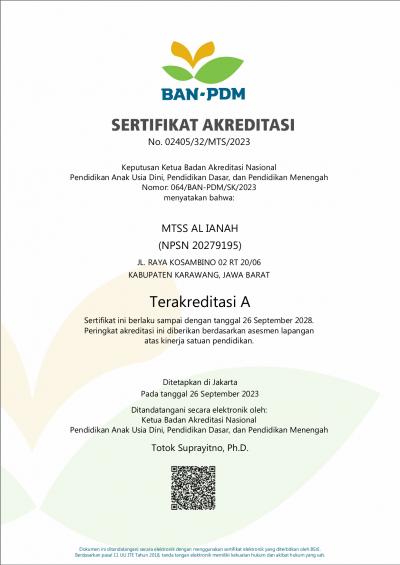 BAN-PDM
SERTIFIKAT AKREDITASI
No. 02405/32/MTS/2023
Keputusan Ketua Badan Akreditasi Nasional
Pendidikan Anak Usia Dini, Pendidikan Dasar, dan Pendidikan Menengah
Nomor: 064/BAN-PDM/SK/2023
menyatakan bahwa:
MTSS AL IANAH
(NPSN 20279195)
JL. RAYA KOSAMBINO 02 RT 20/06
KABUPATEN KARAWANG, JAWA BARAT
Terakreditasi A
Sertifikat ini berlaku sampai dengan tanggal 26 September 2028.
Peringkat akreditasi ini diberikan berdasarkan asesmen lapangan
atas kinerja satuan pendidikan.
Ditetapkan di Jakarta
Pada tanggal 26 September 2023
Ditandatangani secara elektronik oleh:
Ketua Badan Akreditasi Nasional
Pendidikan Anak Usia Dini, Pendidikan Dasar, dan Pendidikan Menengah
Totok Suprayitno, Ph.D.
Dokumen ini ditandatangani secara elektronik dengan menggunakan sertifikat elektronik yang diterbitkan oleh BSrE.
Berdasarkan pasal 11 UU ITE Tahun 2018, tanda tangan elektronik memiliki kekuatan hukum dan akibat hukum yang sah.